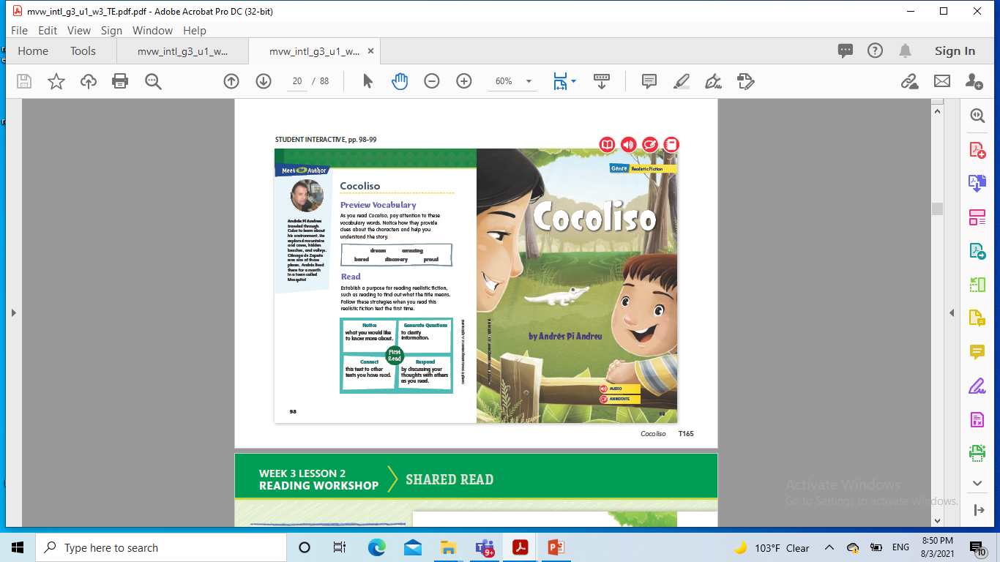 mvw_intl_g3_u1_w3_TE.pdf.pdf - Adobe Acrobat Pro DC (32-bit)
File Edit View Sign Window Help
Home Tools mvw_intl_g3_u1_w... mvw_intl_g3_u1_w... Sign In
20 / 88 60%
STUDENT INTERACTIVE, pp. 98-99
Meet the Author
Andrés Pi Andreu
traveled through
Cuba to learn about
his environment. He
explored mountains
and caves, hidden
beaches, and valleys.
Ciénaga de Zapata
was one of those
places. Andrés lived
there for a month
in a town called
Mosquito!
Cocoliso
Preview Vocabulary
As you read Cocoliso, pay attention to these
vocabulary words. Notice how they provide
clues about the characters and help you
understand the story.
dream amazing
bored discovery proud
Read
Establish a purpose for reading realistic fiction,
such as reading to find out what the title means.
Follow these strategies when you read this
realistic fiction text the first time.
Notice
what you would like
to know more about.
Generate Questions
to clarify
information.
First
Read
Connect
this text to other
texts you have read.
Respond
by discussing your
thoughts with others
as you read.
98
Genre Realistic Fiction
Cocoliso
by Andrés Pi Andreu
AUDIO
ANNOTATE
Cocoliso T165
WEEK 3 LESSON 2
READING WORKSHOP
SHARED READ
Activate Windows
Go to Settings to activate Windows.
Type here to search
9+
103°F Clear
ENG
8:50 PM
8/3/2021
10